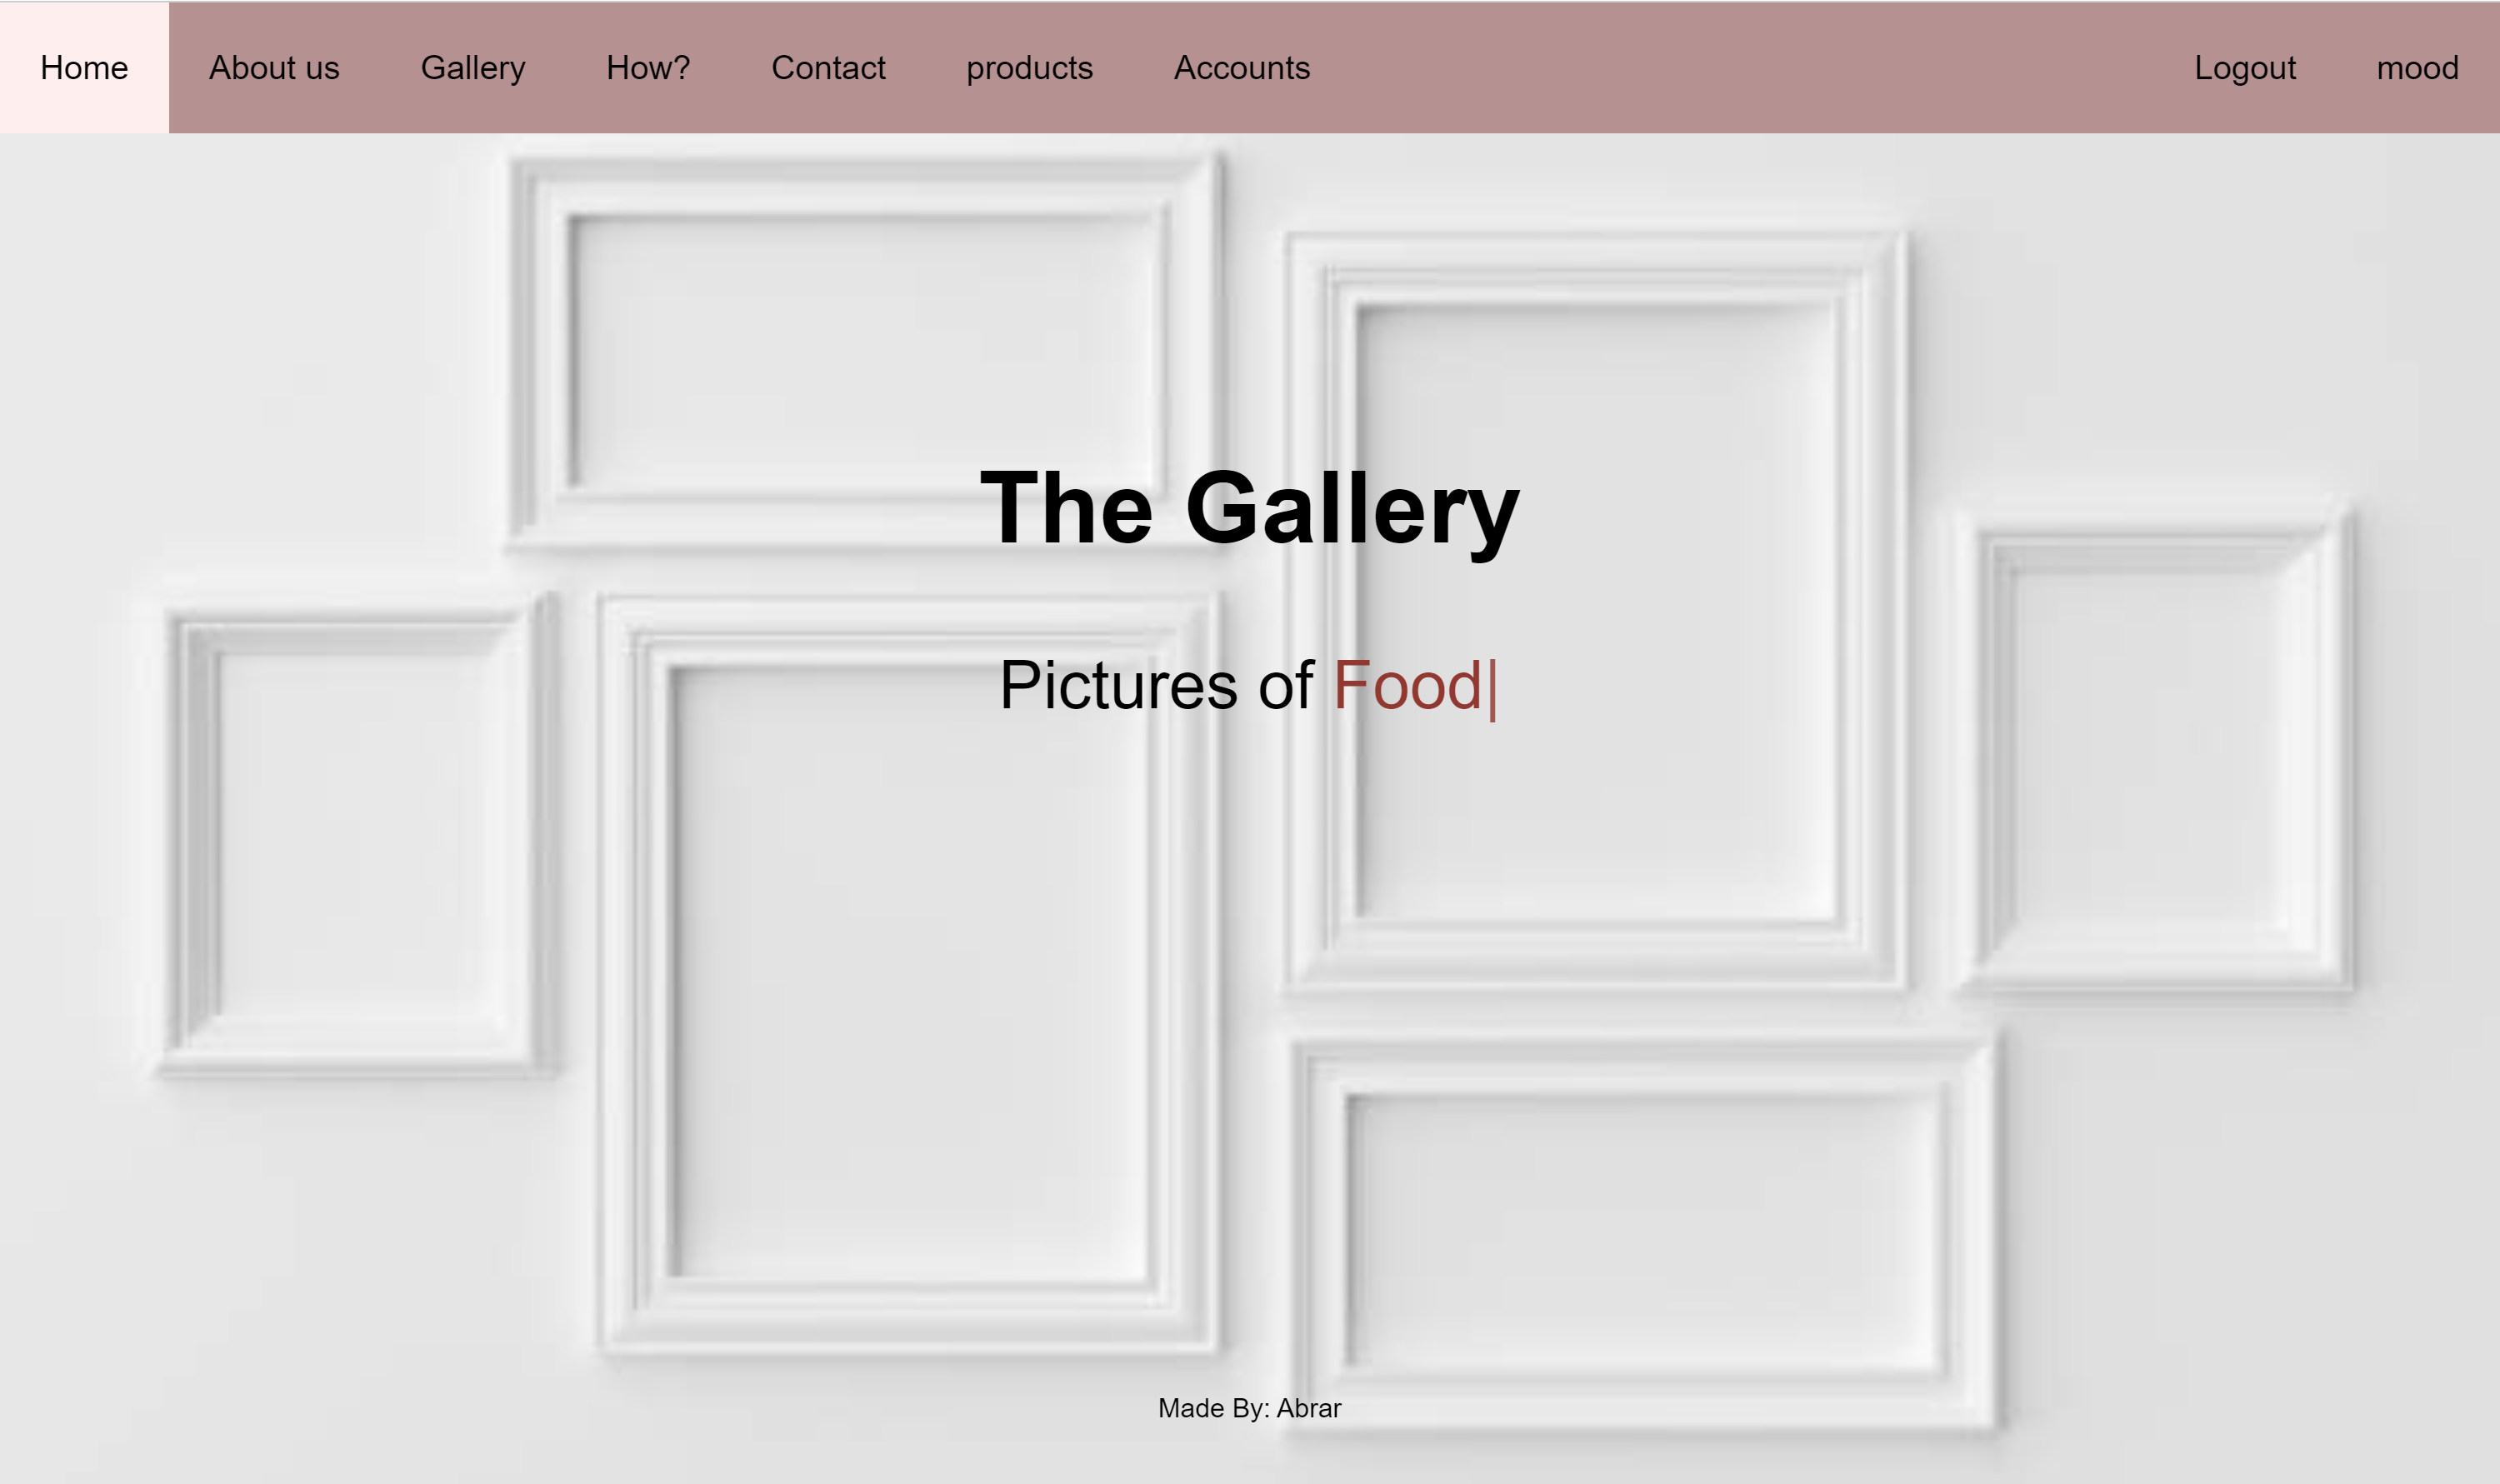 Home About us Gallery How? Contact products Accounts Logout mood
The Gallery
Pictures of Food|
Made By: Abrar